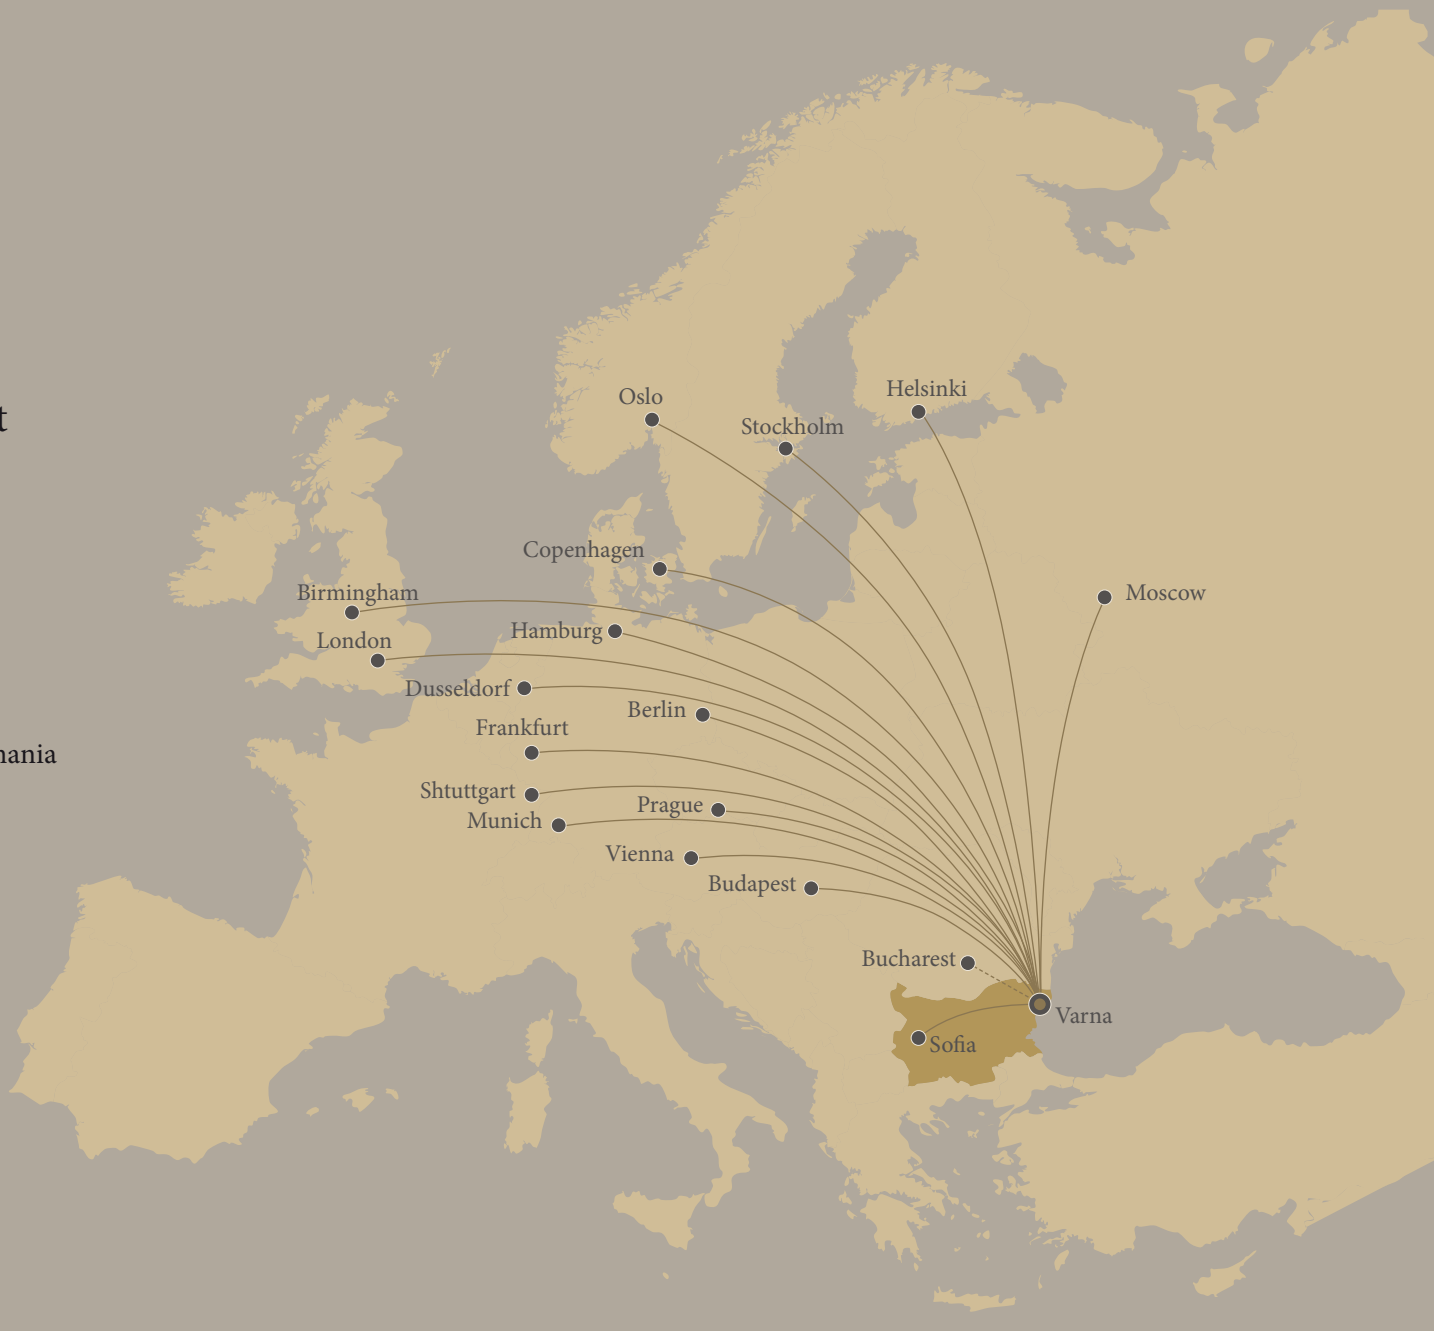 Helsinki
Oslo
t
Stockholm
Copenhagen
Birmingham
Moscow
Hamburg
London
Dusseldorf
Berlin
Frankfurt
nania
Shtuttgart
Prague
Munich
Vienna
Budapest
Bucharest
Varna
Sofia